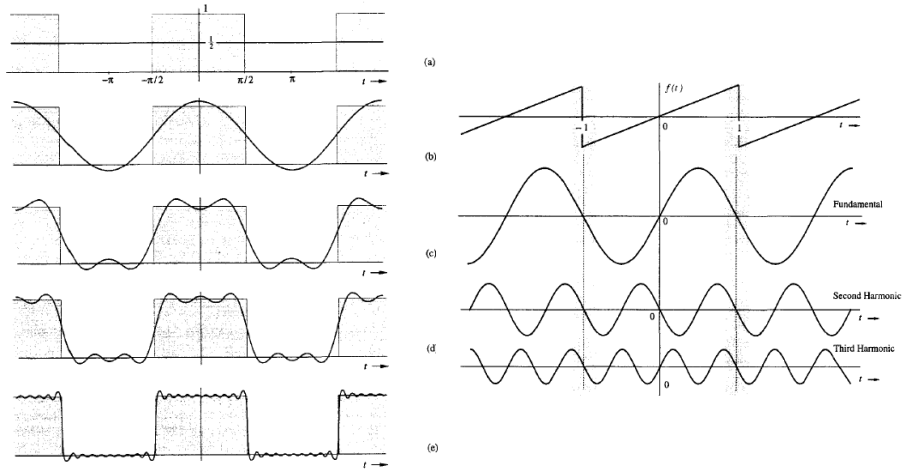 1
1/2
−π −π/2 π/2 π t →
t →
t →
t →
t →
(a)
(b)
(c)
(d)
(e)
f(t)
−1 0 1 t →
Fundamental
0 t →
Second Harmonic
0 t →
Third Harmonic
0 t →